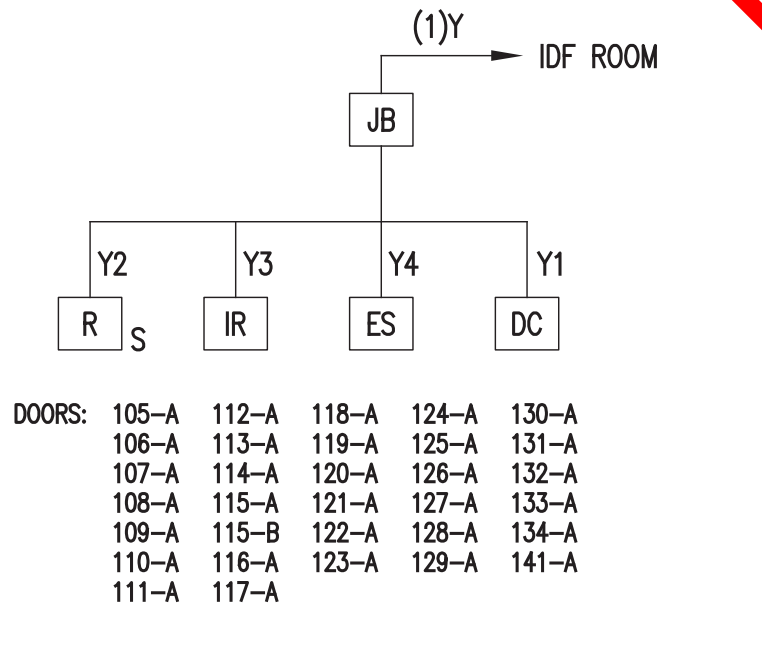 (1)Y
IDF ROOM
JB
Y2 Y3 Y4 Y1
R S IR ES DC
DOORS: 105-A 112-A 118-A 124-A 130-A
106-A 113-A 119-A 125-A 131-A
107-A 114-A 120-A 126-A 132-A
108-A 115-A 121-A 127-A 133-A
109-A 115-B 122-A 128-A 134-A
110-A 116-A 123-A 129-A 141-A
111-A 117-A